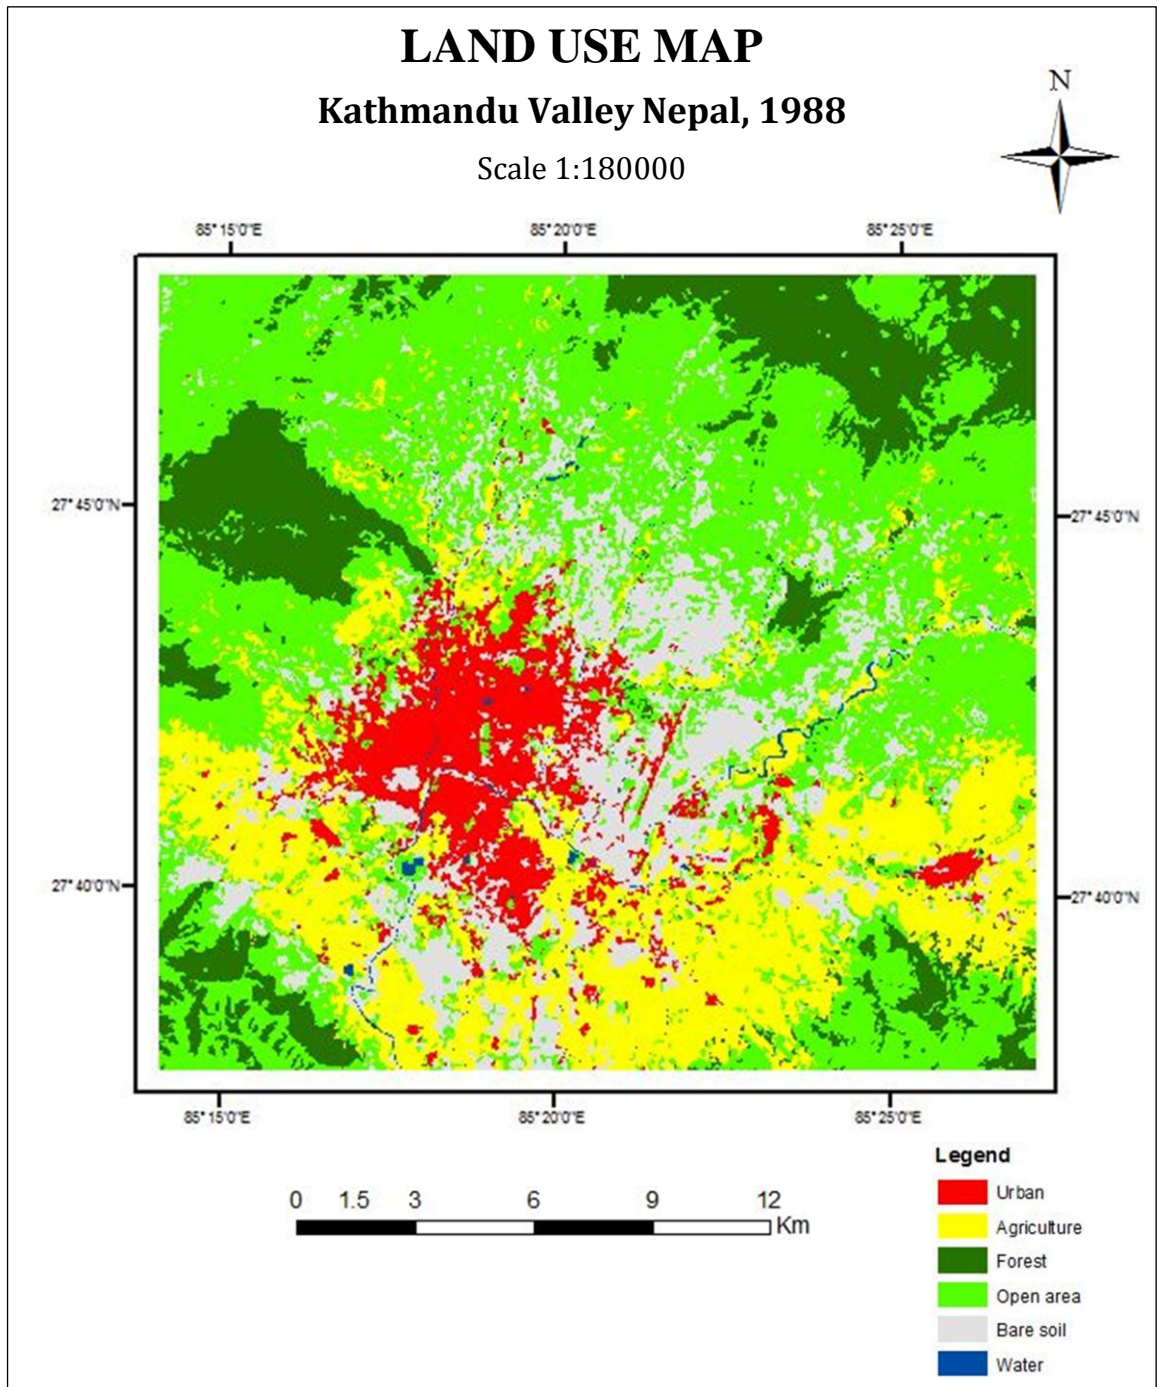 LAND USE MAP
Kathmandu Valley Nepal, 1988
Scale 1:180000
N
85°15'0"E 85°20'0"E 85°25'0"E
27°45'0"N 27°45'0"N
27°40'0"N 27°40'0"N
85°15'0"E 85°20'0"E 85°25'0"E
0 1.5 3 6 9 12
Km
Legend
Urban
Agriculture
Forest
Open area
Bare soil
Water